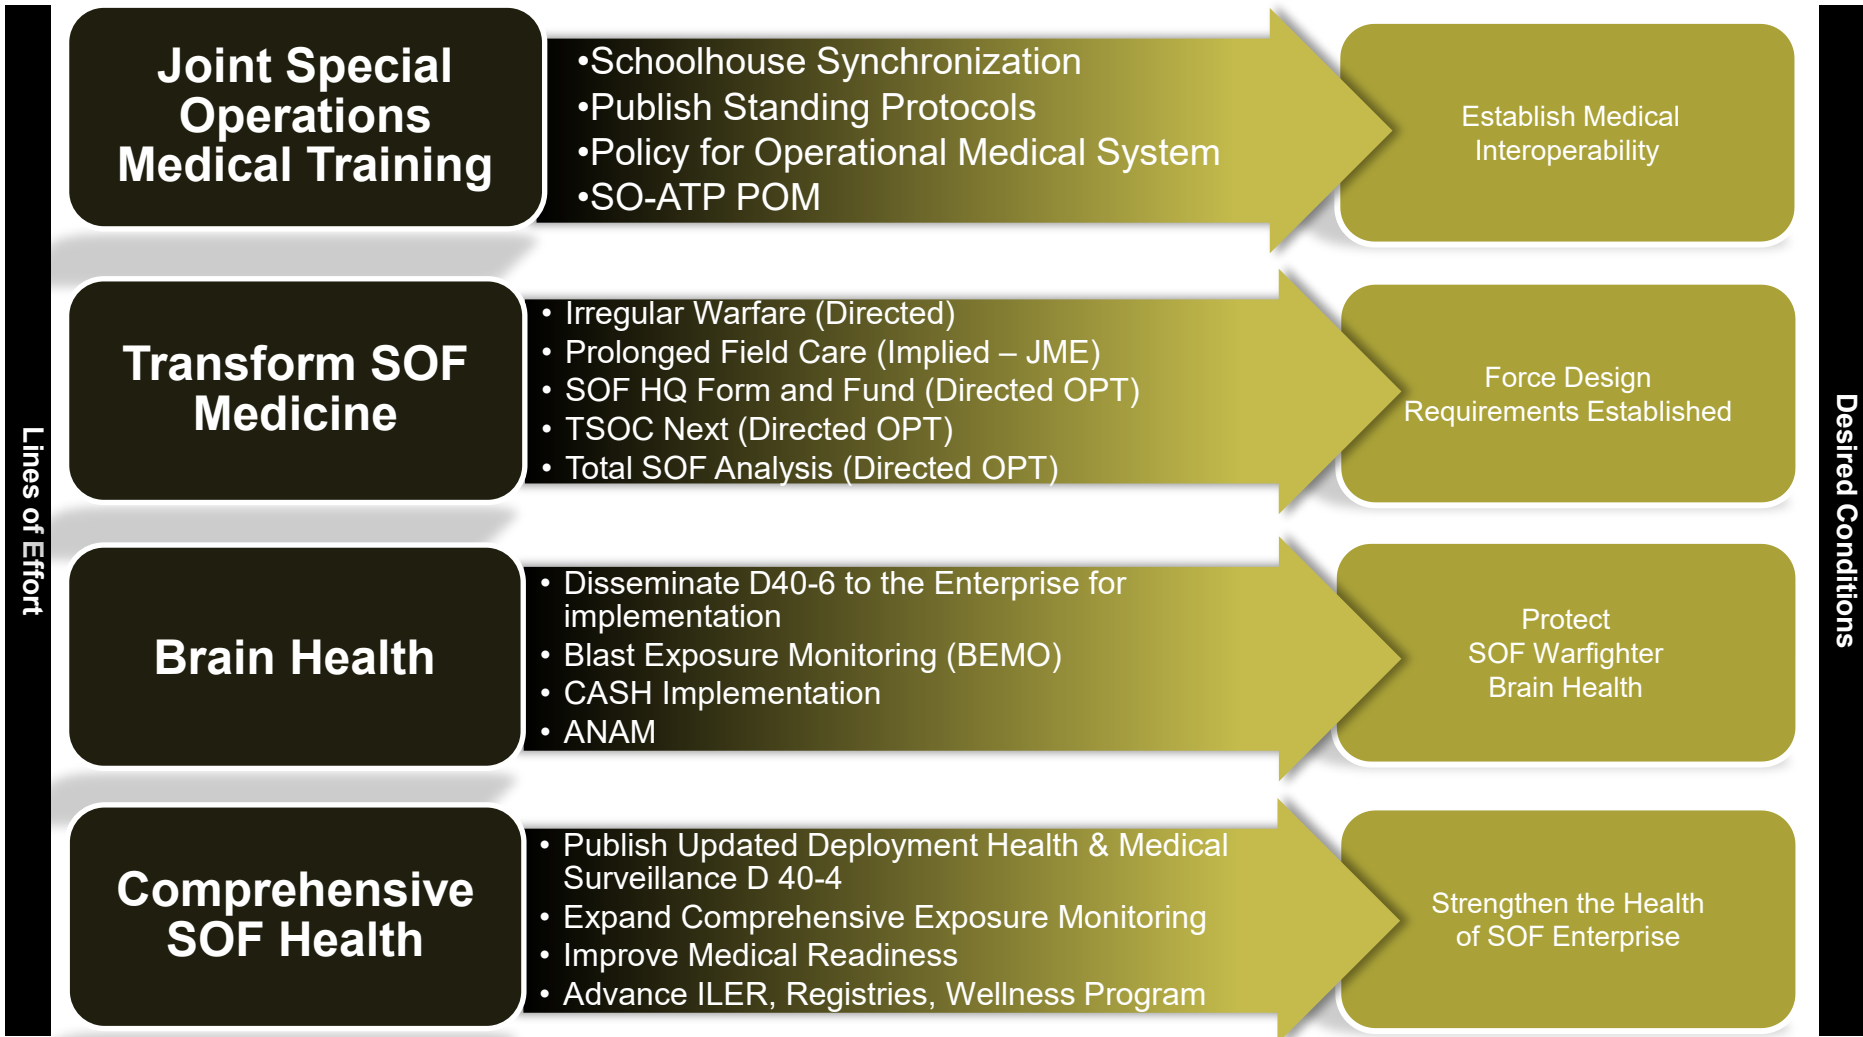 Lines of Effort
Joint Special
Operations
Medical Training
•Schoolhouse Synchronization
•Publish Standing Protocols
•Policy for Operational Medical System
•SO-ATP POM
Establish Medical
Interoperability
Transform SOF
Medicine
• Irregular Warfare (Directed)
• Prolonged Field Care (Implied – JME)
• SOF HQ Form and Fund (Directed OPT)
• TSOC Next (Directed OPT)
• Total SOF Analysis (Directed OPT)
Force Design
Requirements Established
Brain Health
• Disseminate D40-6 to the Enterprise for
implementation
• Blast Exposure Monitoring (BEMO)
• CASH Implementation
• ANAM
Protect
SOF Warfighter
Brain Health
Comprehensive
SOF Health
• Publish Updated Deployment Health & Medical
Surveillance D 40-4
• Expand Comprehensive Exposure Monitoring
• Improve Medical Readiness
• Advance ILER, Registries, Wellness Program
Strengthen the Health
of SOF Enterprise
Desired Conditions